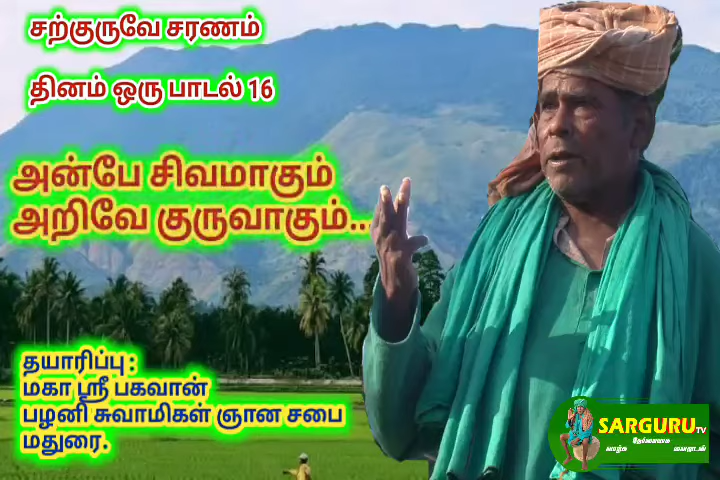 சற்குருவே சரணம்
தினம் ஒரு பாடல் 16
அன்பே சிவமாகும்
அறிவே குருவாகும்...
தயாரிப்பு :
மகா ஸ்ரீ பகவான்
பழனி சுவாமிகள் ஞான சபை
மதுரை.
SARGURU TV
வாழ்க